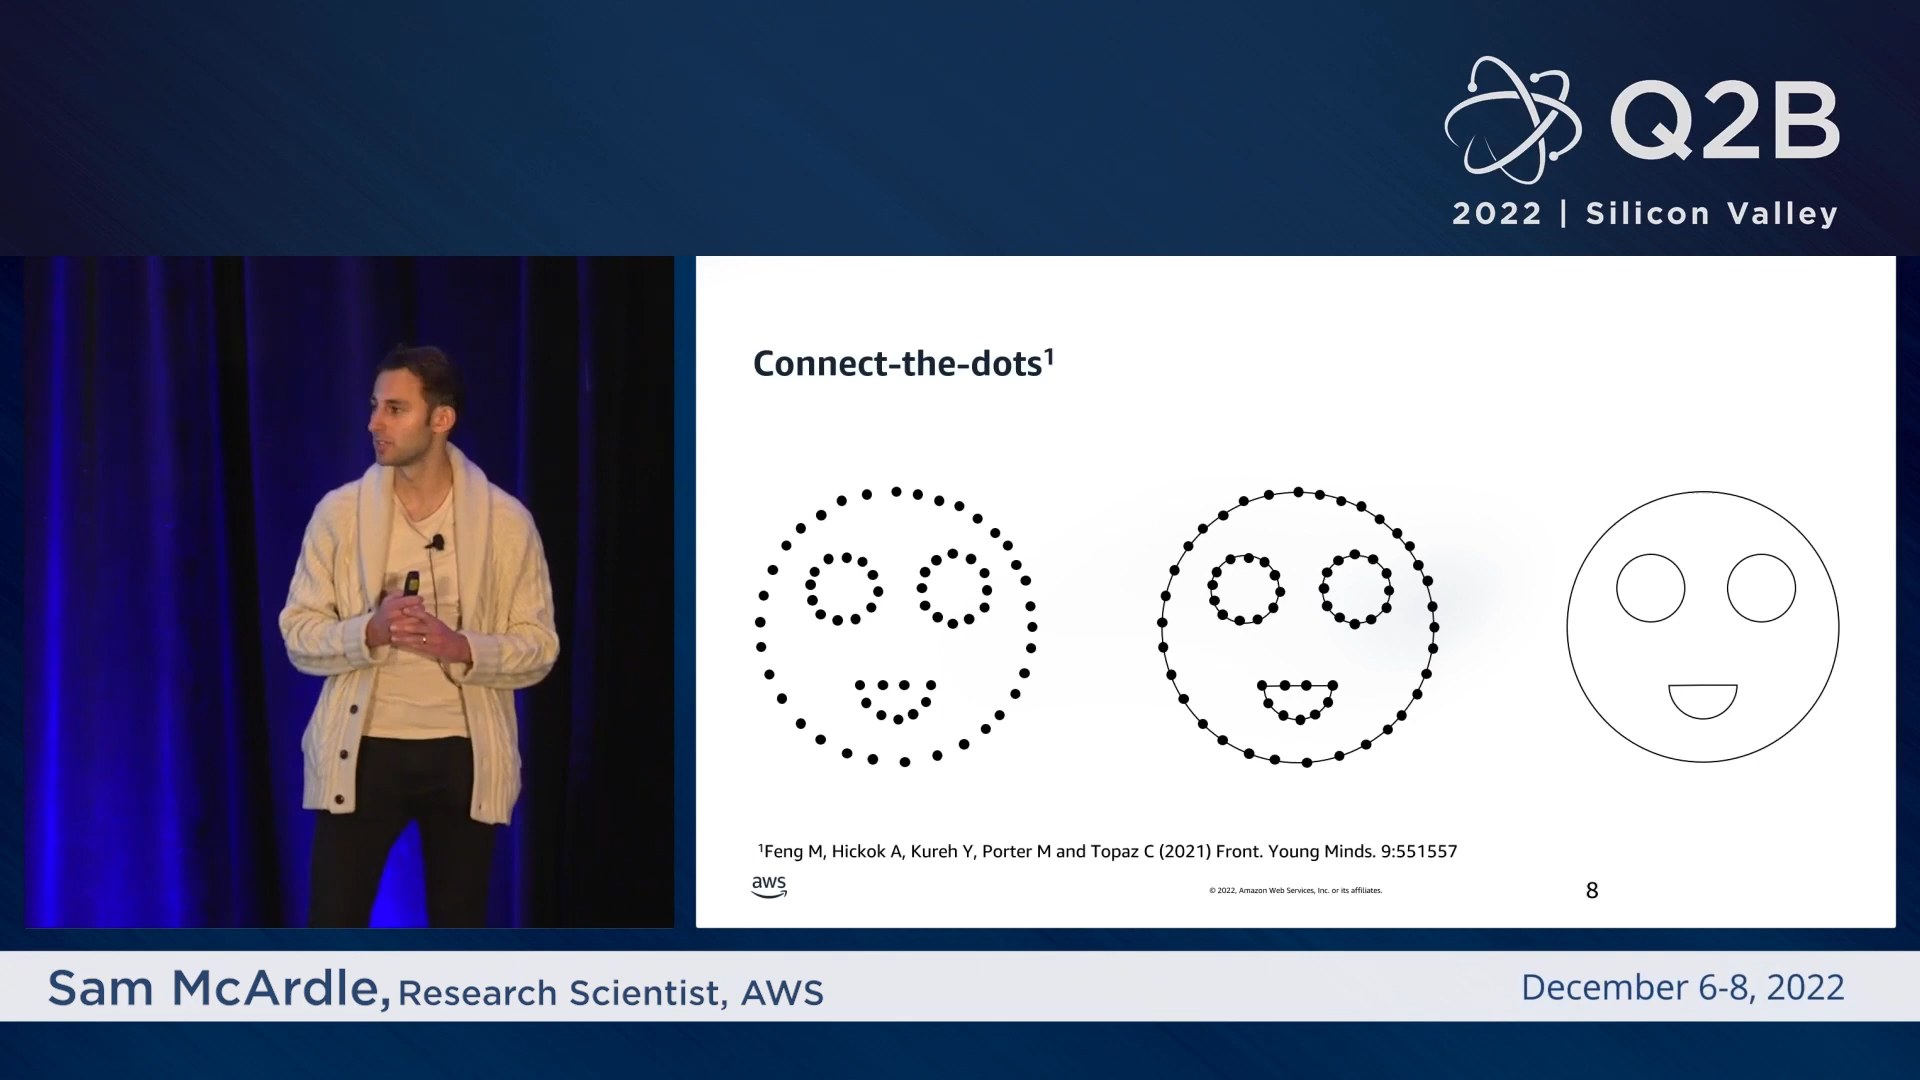 Q2B
2022 | Silicon Valley
Connect-the-dots¹
¹Feng M, Hickok A, Kureh Y, Porter M and Topaz C (2021) Front. Young Minds. 9:551557
aws
© 2022, Amazon Web Services, Inc. or its affiliates.
8
Sam McArdle, Research Scientist, AWS
December 6-8, 2022